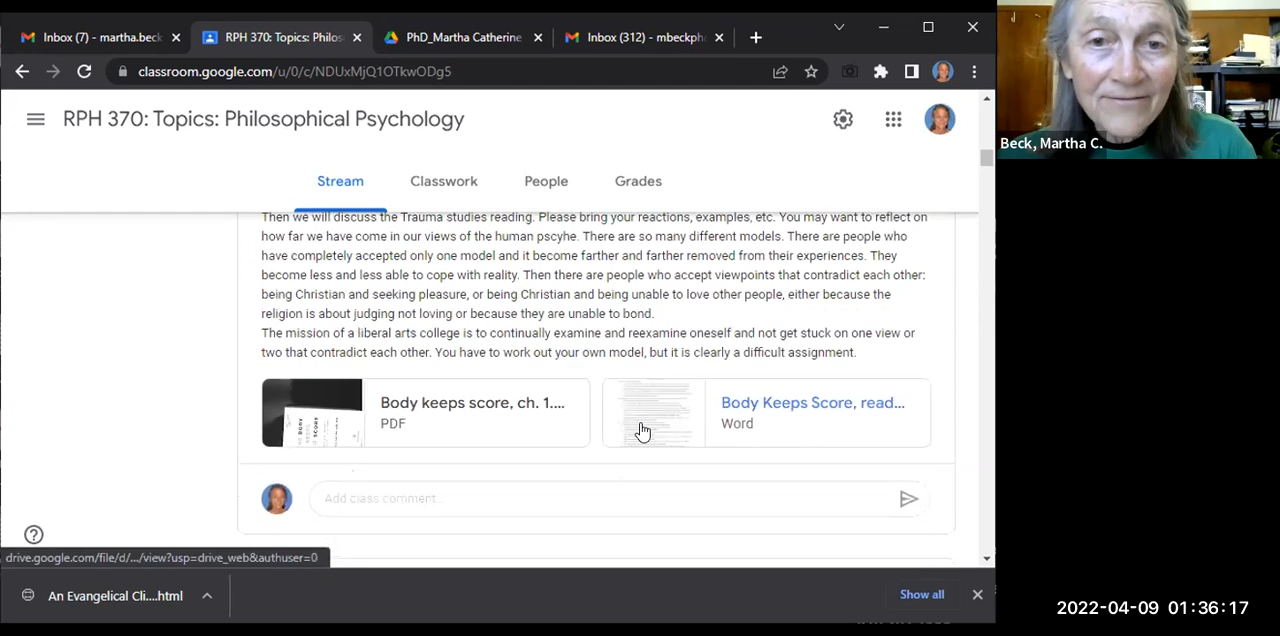 Inbox (7) - martha.beck
RPH 370: Topics: Philos
PhD_Martha Catherine
Inbox (312) - mbeckph
classroom.google.com/u/0/c/NDUxMjQ1OTkwODg5
RPH 370: Topics: Philosophical Psychology
Stream
Classwork
People
Grades
Beck, Martha C.
Then we will discuss the Trauma studies reading. Please bring your reactions, examples, etc. You may want to reflect on
how far we have come in our views of the human pscyhe. There are so many different models. There are people who
have completely accepted only one model and it become farther and farther removed from their experiences. They
become less and less able to cope with reality. Then there are people who accept viewpoints that contradict each other:
being Christian and seeking pleasure, or being Christian and being unable to love other people, either because the
religion is about judging not loving or because they are unable to bond.
The mission of a liberal arts college is to continually examine and reexamine oneself and not get stuck on one view or
two that contradict each other. You have to work out your own model, but it is clearly a difficult assignment.
Body keeps score, ch. 1....
PDF
Body Keeps Score, read...
Word
Add class comment...
drive.google.com/file/d/.../view?usp=drive_web&authuser=0
An Evangelical Cli....html
Show all
2022-04-09 01:36:17